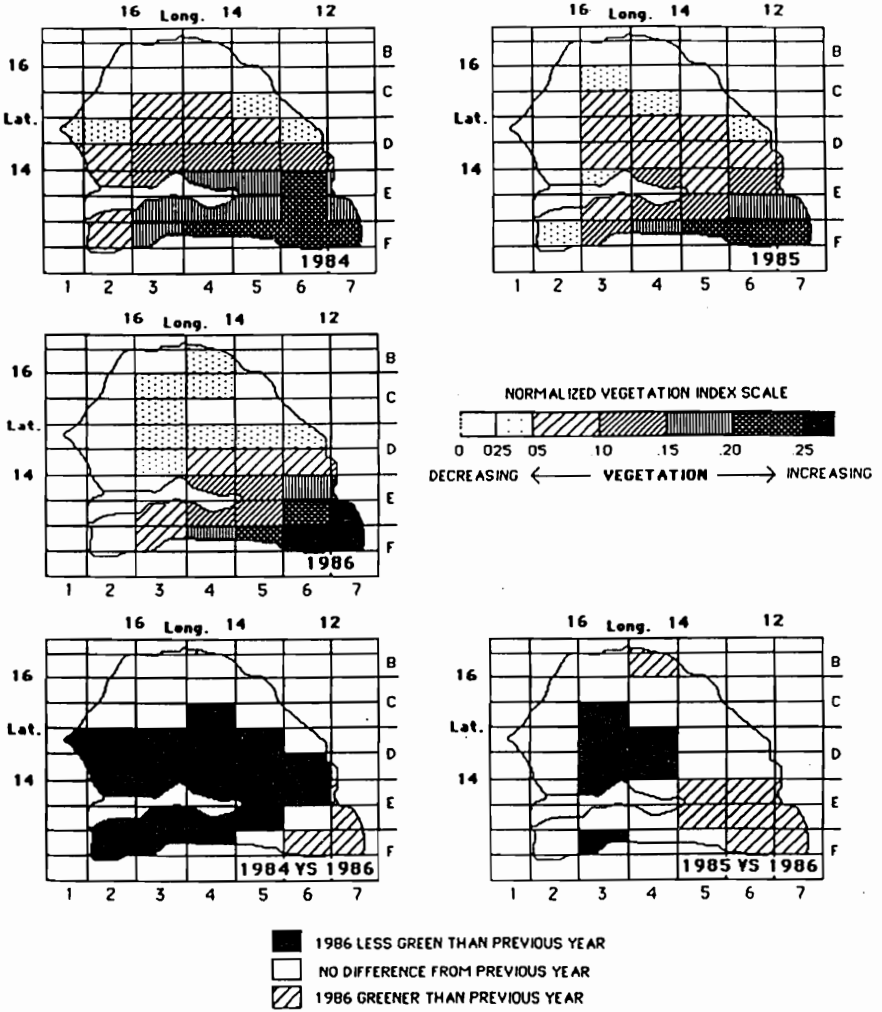 16 Long. 14 12
16
Lat.
14
B
C
D
E
F
1984
1 2 3 4 5 6 7
16 Long. 14 12
16
Lat.
14
B
C
D
E
F
1985
1 2 3 4 5 6 7
16 Long. 14 12
16
Lat.
14
B
C
D
E
F
1986
1 2 3 4 5 6 7
NORMALIZED VEGETATION INDEX SCALE
0 025 05 .10 .15 .20 .25
DECREASING ← VEGETATION → INCREASING
16 Long. 14 12
16
Lat.
14
B
C
D
E
F
1984 VS 1986
1 2 3 4 5 6 7
16 Long. 14 12
16
Lat.
14
B
C
D
E
F
1985 VS 1986
1 2 3 4 5 6 7
1986 LESS GREEN THAN PREVIOUS YEAR
NO DIFFERENCE FROM PREVIOUS YEAR
1986 GREENER THAN PREVIOUS YEAR